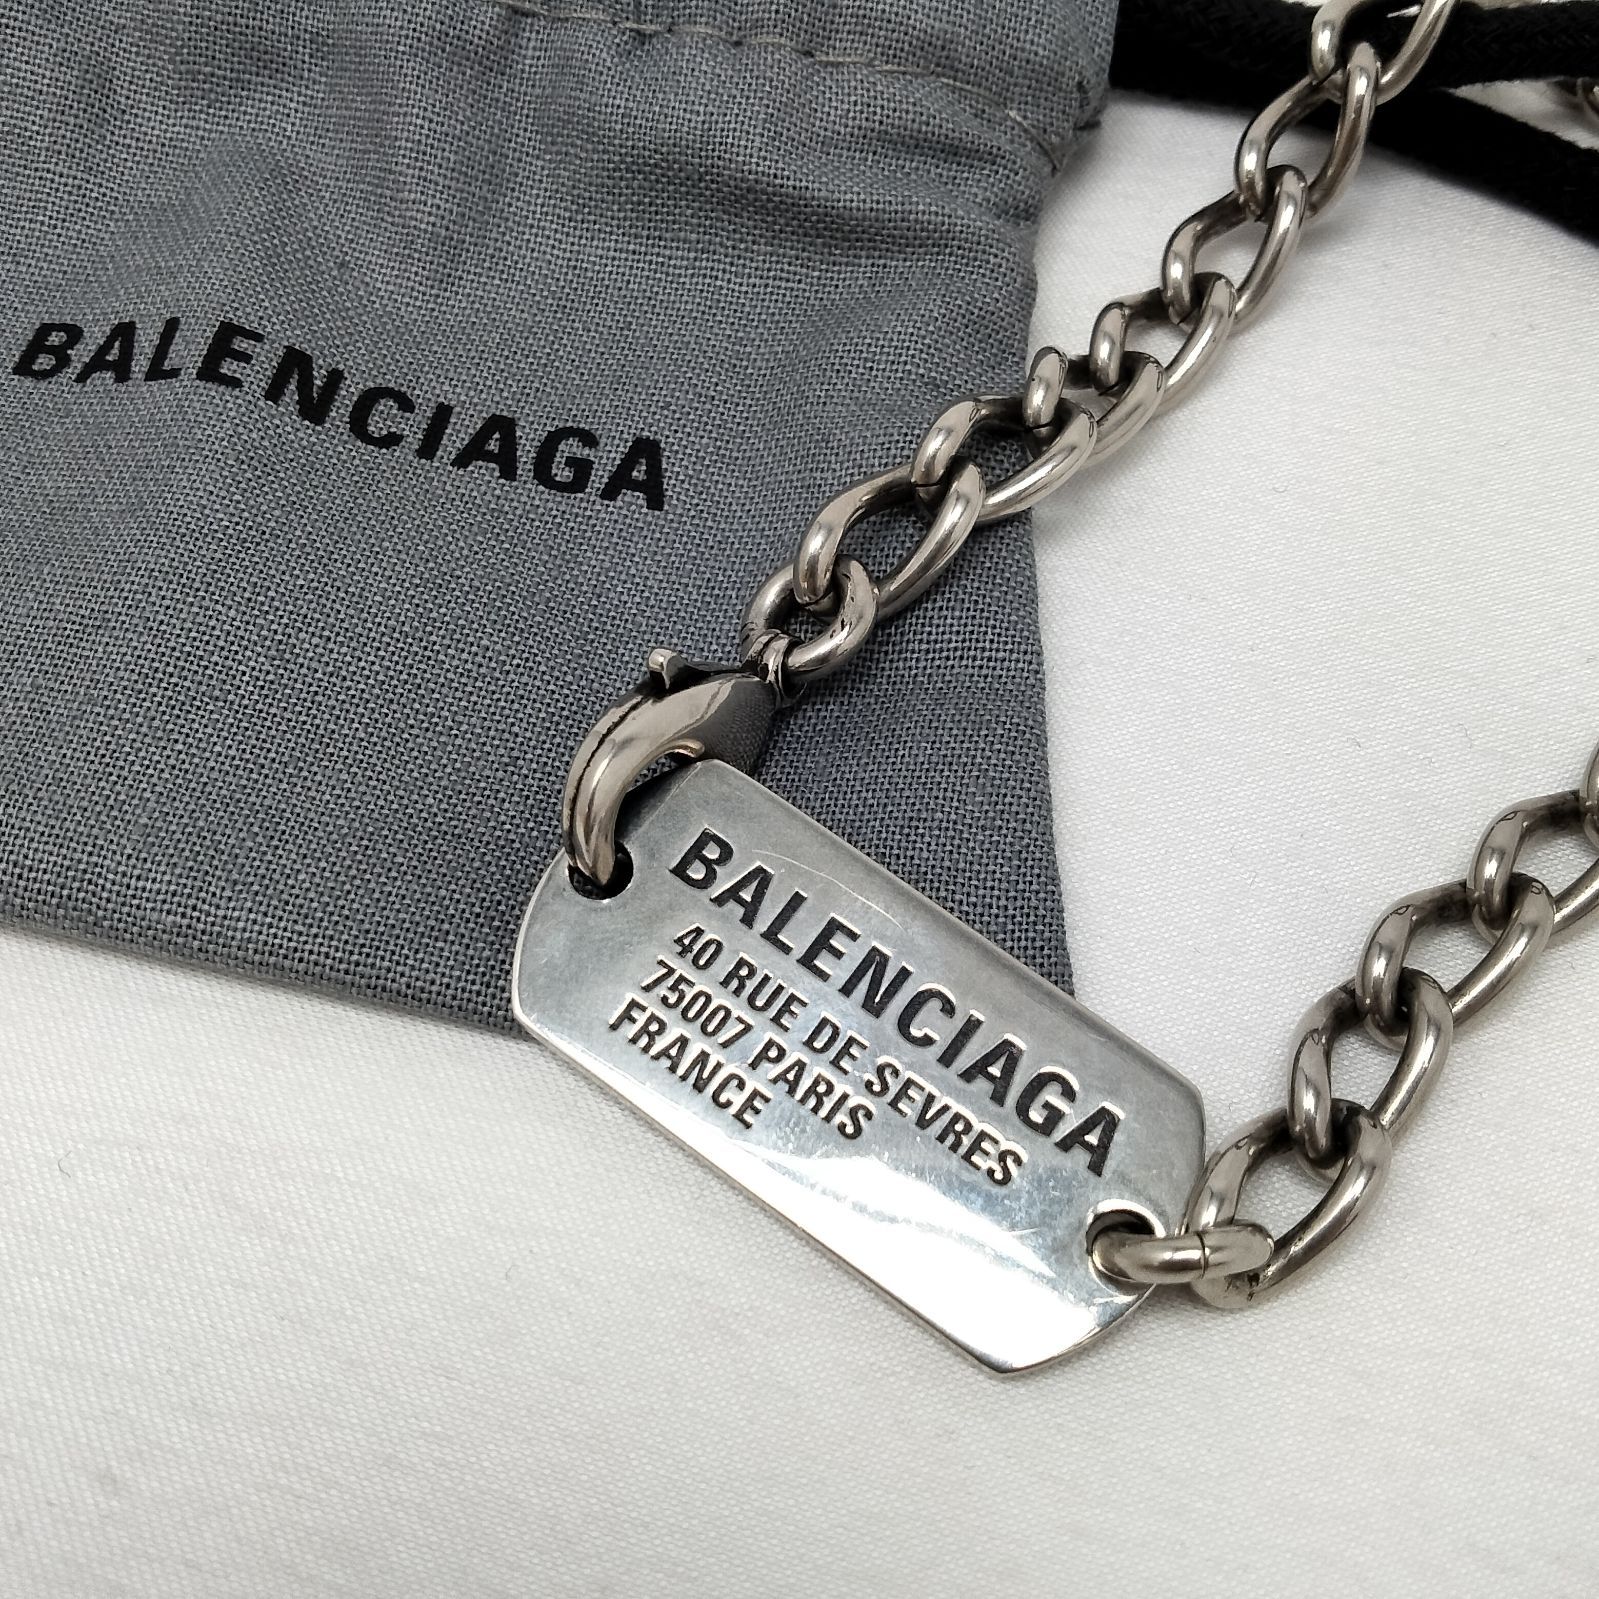 BALENCIAGA
BALENCIAGA
40 RUE DE SEVRES
75007 PARIS
FRANCE